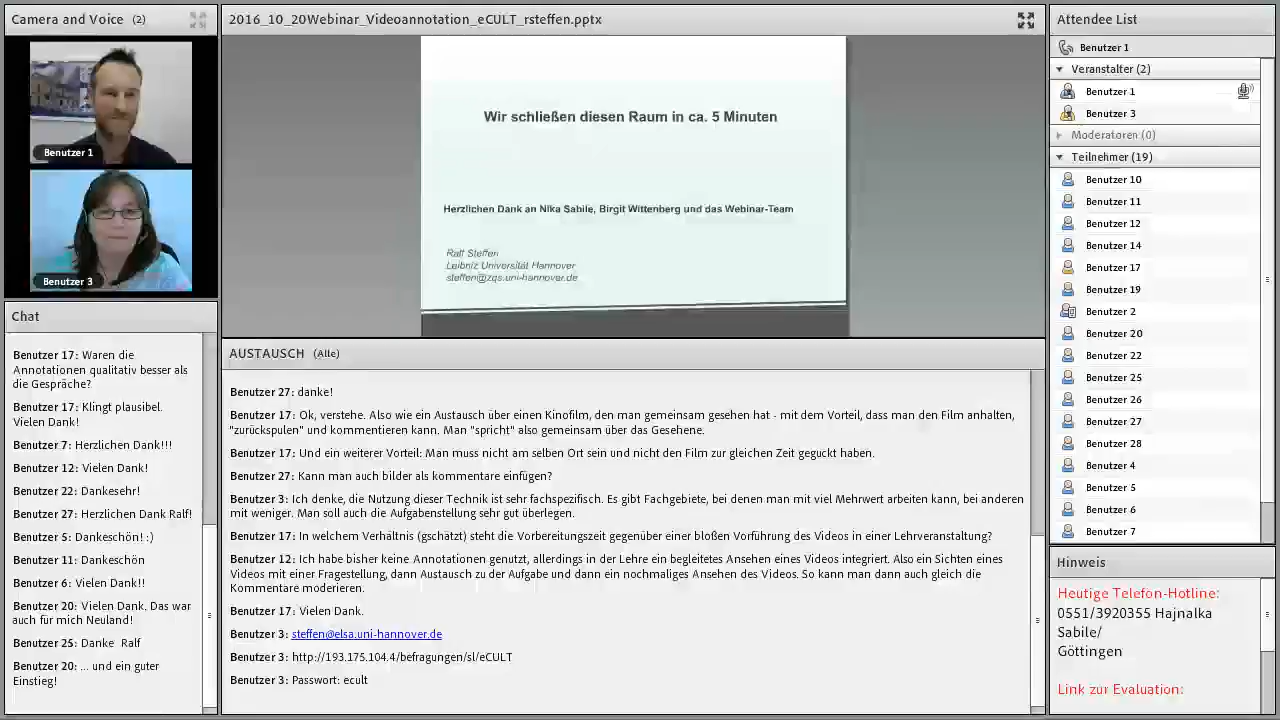 Camera and Voice (2)
Benutzer 1
Benutzer 3
Chat
Benutzer 17: Waren die
Annotationen qualitativ besser als
die Gespräche?
Benutzer 17: Klingt plausibel.
Vielen Dank!
Benutzer 7: Herzlichen Dank!!!
Benutzer 12: Vielen Dank!
Benutzer 22: Dankesehr!
Benutzer 27: Herzlichen Dank Ralf!
Benutzer 5: Dankeschön! :)
Benutzer 11: Dankeschön
Benutzer 6: Vielen Dank!!
Benutzer 20: Vielen Dank. Das war
auch für mich Neuland!
Benutzer 25: Danke Ralf
Benutzer 20: ... und ein guter
Einstieg!
2016_10_20Webinar_Videoannotation_eCULT_rsteffen.pptx
Wir schließen diesen Raum in ca. 5 Minuten
Herzlichen Dank an Nika Sabile, Birgit Wittenberg und das Webinar-Team
Ralf Steffen
Leibniz Universität Hannover
steffen@zqs.uni-hannover.de
AUSTAUSCH (Alle)
Benutzer 27: danke!
Benutzer 17: Ok, verstehe. Also wie ein Austausch über einen Kinofilm, den man gemeinsam gesehen hat - mit dem Vorteil, dass man den Film anhalten,
"zurückspulen" und kommentieren kann. Man "spricht" also gemeinsam über das Gesehene.
Benutzer 17: Und ein weiterer Vorteil: Man muss nicht am selben Ort sein und nicht den Film zur gleichen Zeit geguckt haben.
Benutzer 27: Kann man auch bilder als kommentare einfügen?
Benutzer 3: Ich denke, die Nutzung dieser Technik ist sehr fachspezifisch. Es gibt Fachgebiete, bei denen man mit viel Mehrwert arbeiten kann, bei anderen
mit weniger. Man soll auch die Aufgabenstellung sehr gut überlegen.
Benutzer 17: In welchem Verhältnis (gschätzt) steht die Vorbereitungszeit gegenüber einer bloßen Vorführung des Videos in einer Lehrveranstaltung?
Benutzer 12: Ich habe bisher keine Annotationen genutzt, allerdings in der Lehre ein begleitetes Ansehen eines Videos integriert. Also ein Sichten eines
Videos mit einer Fragestellung, dann Austausch zu der Aufgabe und dann ein nochmaliges Ansehen des Videos. So kann man dann auch gleich die
Kommentare moderieren.
Benutzer 17: Vielen Dank.
Benutzer 3: steffen@elsa.uni-hannover.de
Benutzer 3: http://193.175.104.4/befragungen/sl/eCULT
Benutzer 3: Passwort: ecult
Attendee List
Benutzer 1
Veranstalter (2)
Benutzer 1
Benutzer 3
Moderatoren (0)
Teilnehmer (19)
Benutzer 10
Benutzer 11
Benutzer 12
Benutzer 14
Benutzer 17
Benutzer 19
Benutzer 2
Benutzer 20
Benutzer 22
Benutzer 25
Benutzer 26
Benutzer 27
Benutzer 28
Benutzer 4
Benutzer 5
Benutzer 6
Benutzer 7
Hinweis
Heutige Telefon-Hotline:
0551/3920355 Hajnalka
Sabile/
Göttingen
Link zur Evaluation: